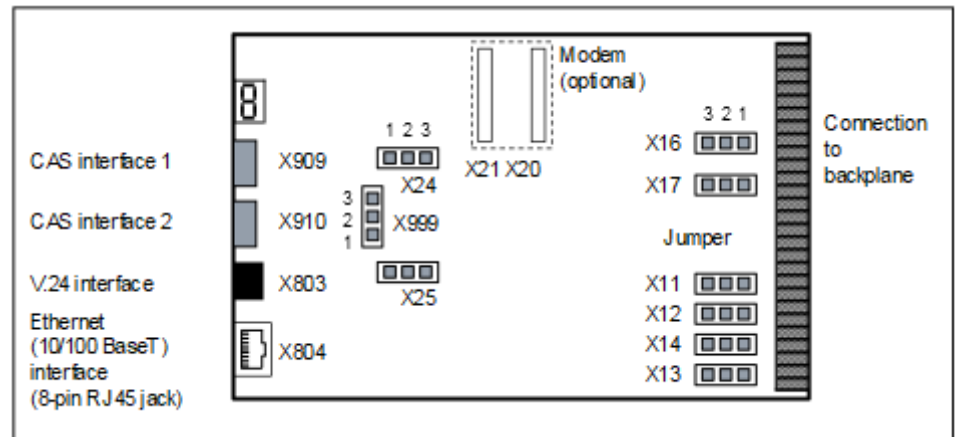 Modem
(optional)
8
3 2 1
Connection
to
backplane
1 2 3
X16
CAS interface 1
X909
X21 X20
X24
X17
3
CAS interface 2
X910
2
X999
1
Jumper
V.24 interface
X803
X25
X11
X12
Ethernet
(10/100 BaseT)
interface
(8-pin RJ45 jack)
X804
X14
X13